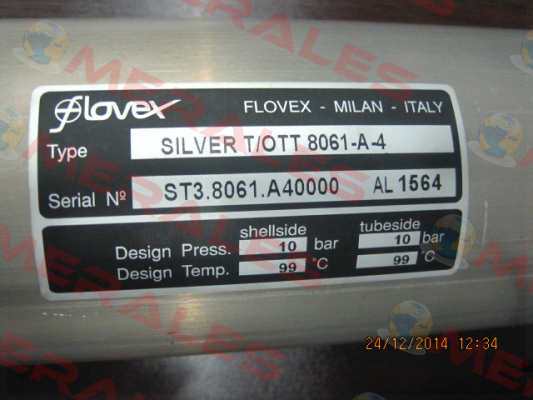 flovex
FLOVEX - MILAN - ITALY
Type SILVER T/OTT 8061-A-4
Serial Nº ST3.8061.A40000 AL 1564
shellside tubeside
Design Press. 10 bar 10 bar
Design Temp. 99 °C 99 °C
MERALES
24/12/2014 12:34